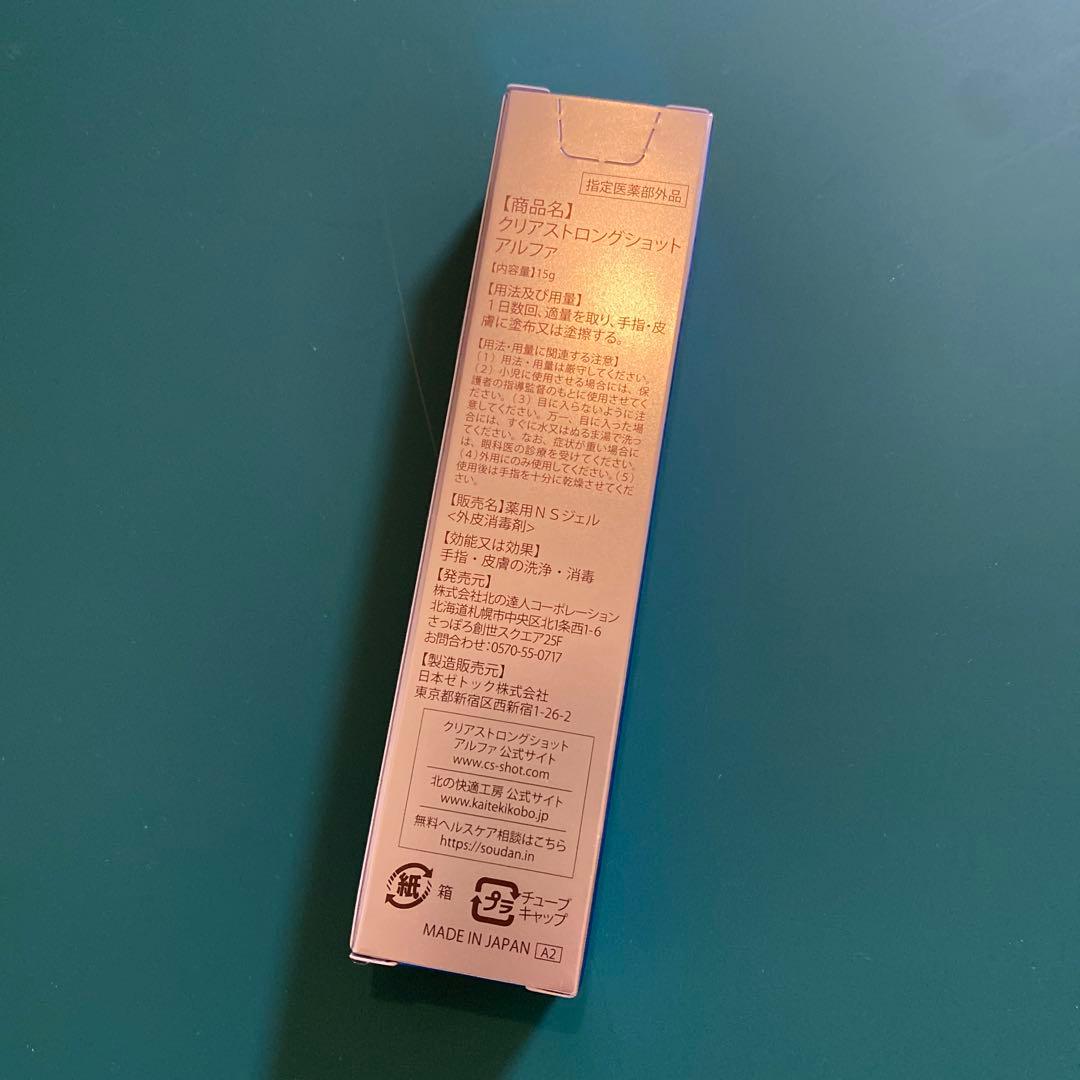 指定医薬部外品
【商品名】
クリアストロングショット
アルファ
【内容量】15g
【用法及び用量】
1日数回、適量を取り、手指・皮
膚に塗布又は塗擦する。
【用法・用量に関連する注意】
(1)用法・用量は厳守してください。
(2)小児に使用させる場合には、保
護者の指導監督のもとに使用させてく
ださい。(3)目に入らないように注
意してください。万一、目に入った場
合には、すぐに水又はぬるま湯で洗っ
てください。なお、症状が重い場合に
は、眼科医の診療を受けてください。
(4)外用にのみ使用してください。(5)
使用後は手指を十分に乾燥させてくだ
さい。
【販売名】薬用NSジェル
<外皮消毒剤>
【効能又は効果】
手指・皮膚の洗浄・消毒
【発売元】
株式会社北の達人コーポレーション
北海道札幌市中央区北1条西1-6
さっぽろ創世スクエア25F
お問合わせ:0570-55-0717
【製造販売元】
日本ゼトック株式会社
東京都新宿区西新宿1-26-2
クリアストロングショット
アルファ 公式サイト
www.cs-shot.com
北の快適工房 公式サイト
www.kaitekikobo.jp
無料ヘルスケア相談はこちら
https://soudan.in
紙 箱
プラ チューブ
キャップ
MADE IN JAPAN A2